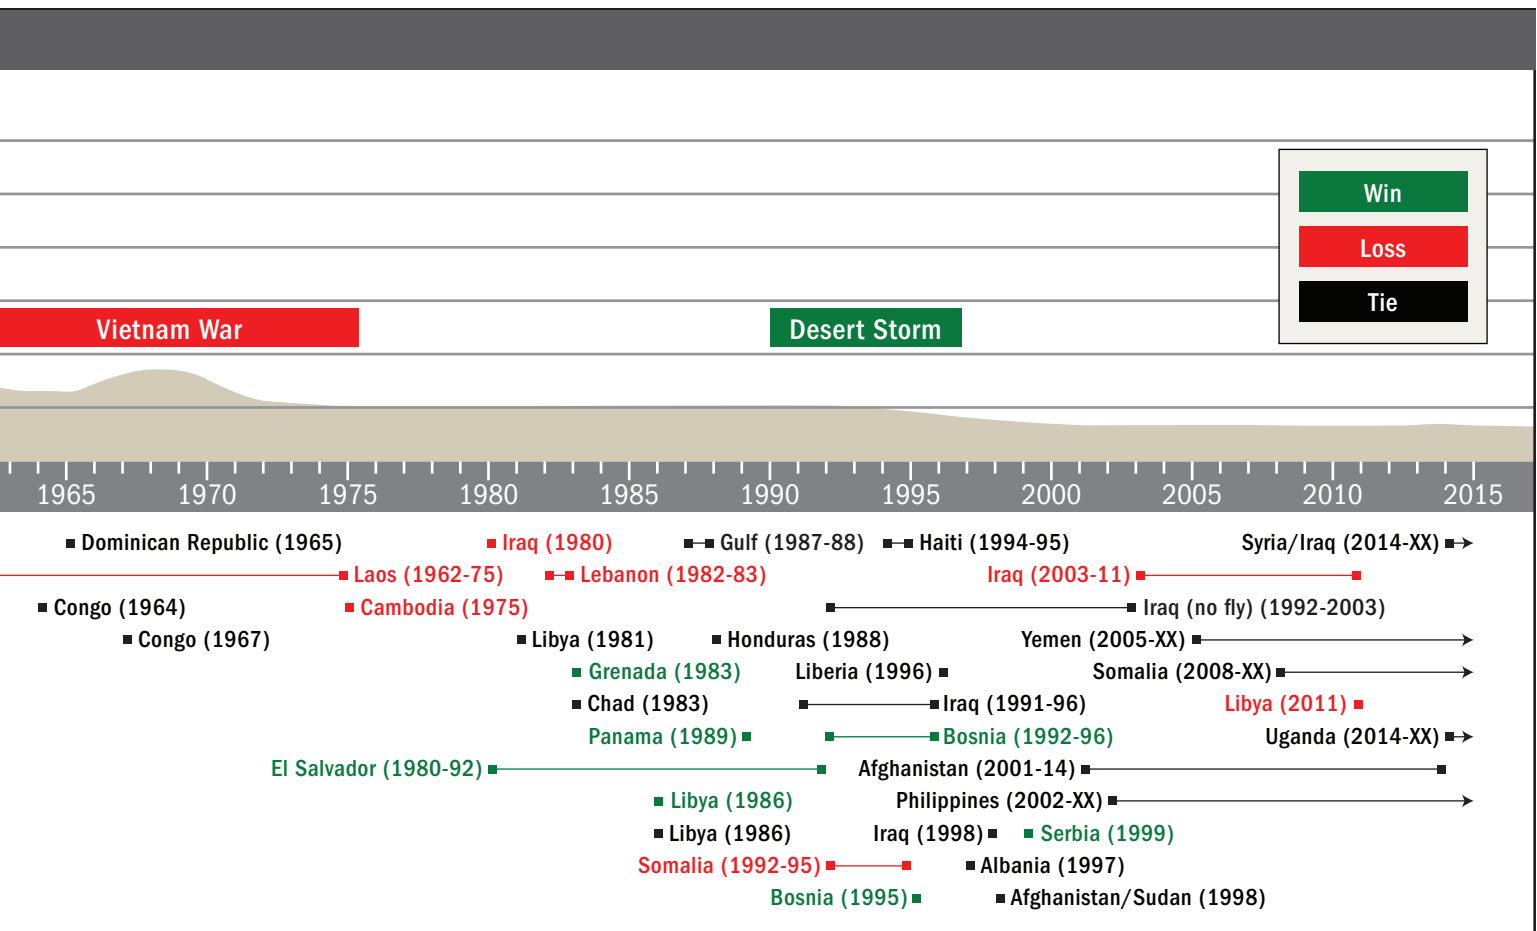 Win
Loss
Tie
Vietnam War
Desert Storm
1965 1970 1975 1980 1985 1990 1995 2000 2005 2010 2015
Dominican Republic (1965) Iraq (1980) Gulf (1987-88) Haiti (1994-95) Syria/Iraq (2014-XX)
Laos (1962-75) Lebanon (1982-83) Iraq (2003-11)
Congo (1964) Cambodia (1975) Iraq (no fly) (1992-2003)
Congo (1967) Libya (1981) Honduras (1988) Yemen (2005-XX)
Grenada (1983) Liberia (1996) Somalia (2008-XX)
Chad (1983) Iraq (1991-96) Libya (2011)
Panama (1989) Bosnia (1992-96) Uganda (2014-XX)
El Salvador (1980-92) Afghanistan (2001-14)
Libya (1986) Philippines (2002-XX)
Libya (1986) Iraq (1998) Serbia (1999)
Somalia (1992-95) Albania (1997)
Bosnia (1995) Afghanistan/Sudan (1998)